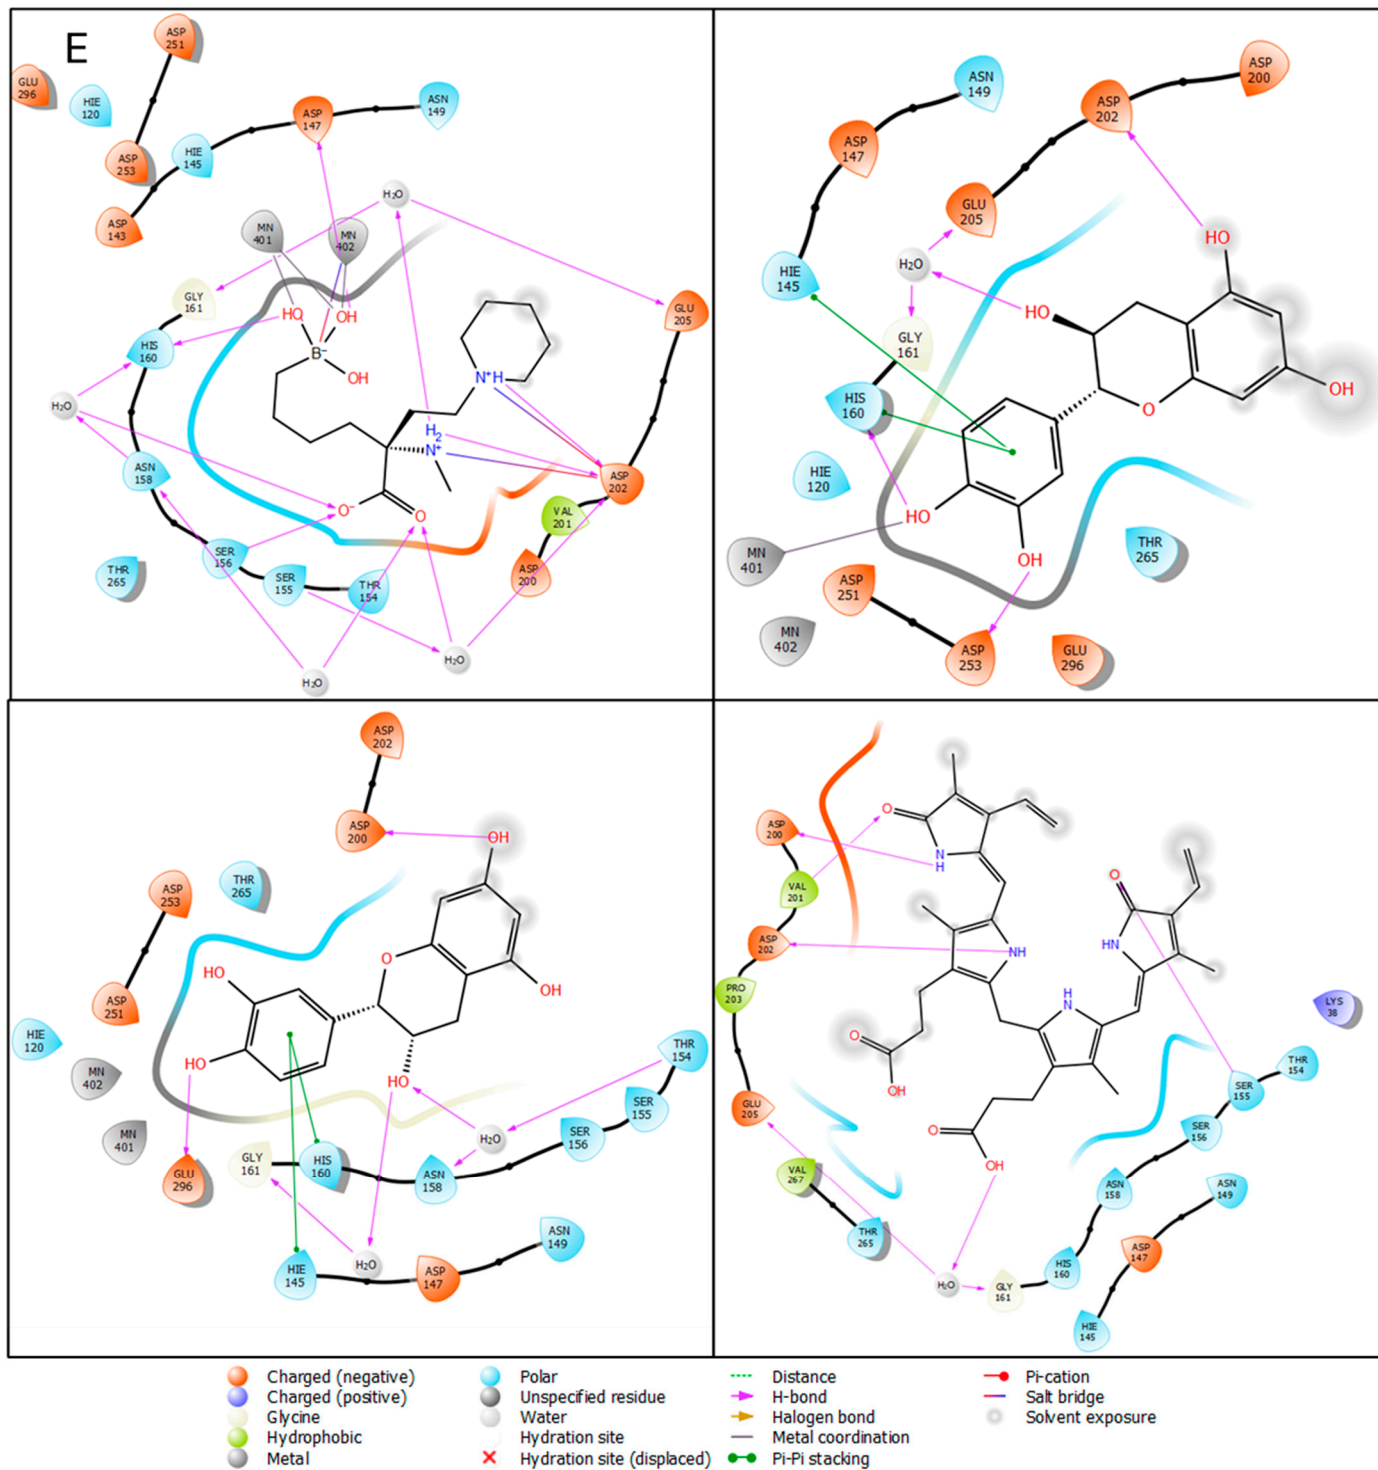 E
ASP
251
GLU
296
HIE
120
ASP
147
ASN
149
ASP
253
HIE
145
ASP
143
H₂O
MN
401
MN
402
GLY
161
HO
OH
GLU
205
HIS
160
B⁻
OH
N⁺H
H₂O
H₂
N⁺
ASN
158
ASP
202
O⁻
O
VAL
201
SER
156
THR
265
SER
155
THR
154
ASP
200
H₂O
H₂O
ASP
200
ASN
149
ASP
202
ASP
147
GLU
205
HO
H₂O
HIE
145
HO
GLY
161
OH
HIS
160
O
HIE
120
HO
MN
401
OH
THR
265
ASP
251
MN
402
ASP
253
GLU
296
ASP
202
ASP
200
OH
THR
265
ASP
253
O
HO
OH
ASP
251
HIE
120
HO
MN
402
HO
THR
154
SER
155
MN
401
H₂O
SER
156
GLY
161
HIS
160
GLU
296
ASN
158
ASN
149
H₂O
HIE
145
ASP
147
O
ASP
200
NH
VAL
201
O
ASP
202
NH
HN
PRO
203
H
N
LYS
38
O
THR
154
OH
SER
155
GLU
205
SER
156
O
OH
VAL
267
ASN
158
ASN
149
THR
265
ASP
147
HIS
160
H₂O
GLY
161
HIE
145
Charged (negative)
Charged (positive)
Glycine
Hydrophobic
Metal
Polar
Unspecified residue
Water
Hydration site
Hydration site (displaced)
Distance
H-bond
Halogen bond
Metal coordination
Pi-Pi stacking
Pi-cation
Salt bridge
Solvent exposure